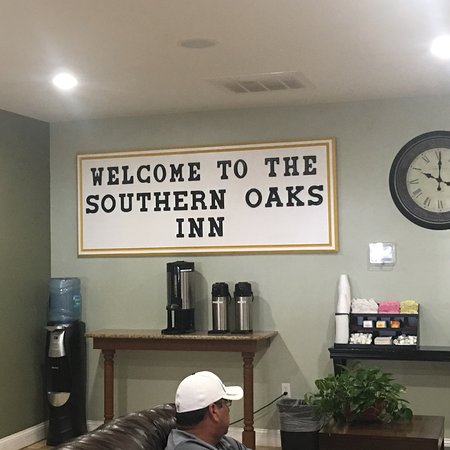 WELCOME TO THE
SOUTHERN OAKS
INN